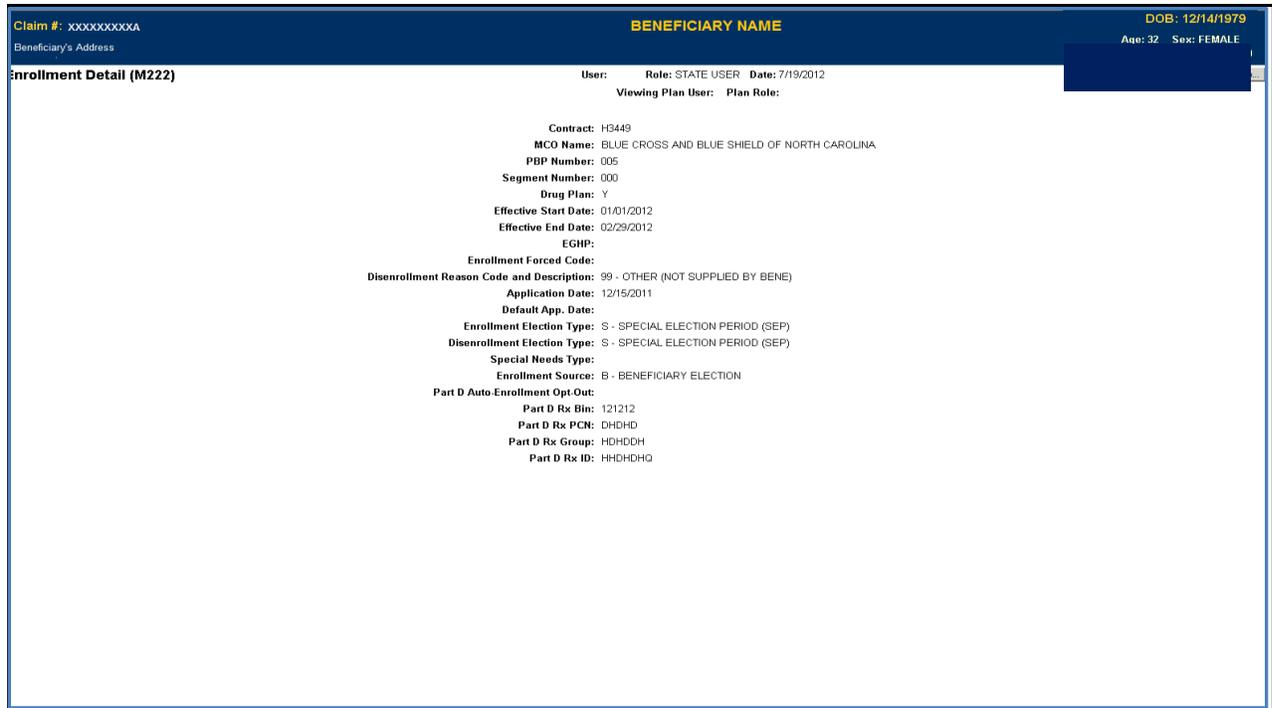 Claim #: XXXXXXXXXA
BENEFICIARY NAME
DOB: 12/14/1979
Beneficiary's Address
Age: 32 Sex: FEMALE
Enrollment Detail (M222)
User: Role: STATE USER Date: 7/19/2012
Viewing Plan User: Plan Role:
Contract: H3449
MCO Name: BLUE CROSS AND BLUE SHIELD OF NORTH CAROLINA
PBP Number: 005
Segment Number: 000
Drug Plan: Y
Effective Start Date: 01/01/2012
Effective End Date: 02/29/2012
EGHP:
Enrollment Forced Code:
Disenrollment Reason Code and Description: 99 - OTHER (NOT SUPPLIED BY BENE)
Application Date: 12/15/2011
Default App. Date:
Enrollment Election Type: S - SPECIAL ELECTION PERIOD (SEP)
Disenrollment Election Type: S - SPECIAL ELECTION PERIOD (SEP)
Special Needs Type:
Enrollment Source: B - BENEFICIARY ELECTION
Part D Auto-Enrollment Opt-Out:
Part D Rx Bin: 121212
Part D Rx PCN: DHDHD
Part D Rx Group: HDHDDH
Part D Rx ID: HHDHDHQ